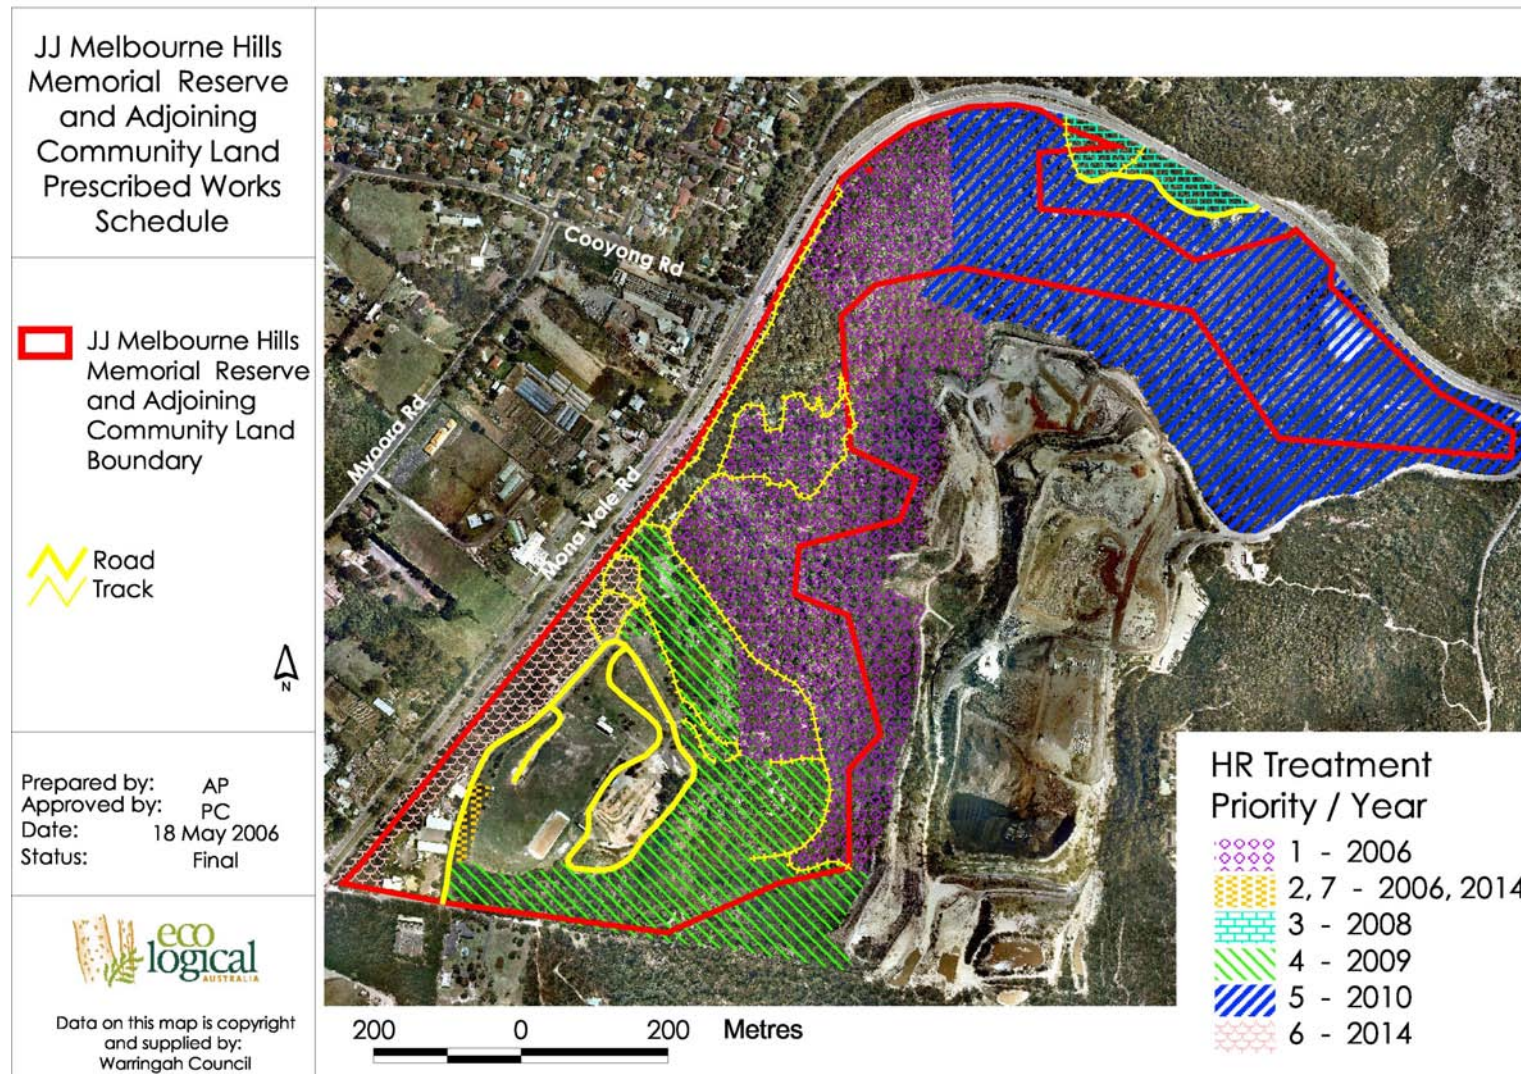 JJ Melbourne Hills
Memorial Reserve
and Adjoining
Community Land
Prescribed Works
Schedule
JJ Melbourne Hills
Memorial Reserve
and Adjoining
Community Land
Boundary
Road
Track
N
Prepared by: AP
Approved by: PC
Date: 18 May 2006
Status: Final
eco
logical
AUSTRALIA
Data on this map is copyright
and supplied by:
Warringah Council
Cooyong Rd
Myoora Rd
Mona Vale Rd
200 0 200 Metres
HR Treatment
Priority / Year
1 - 2006
2, 7 - 2006, 2014
3 - 2008
4 - 2009
5 - 2010
6 - 2014